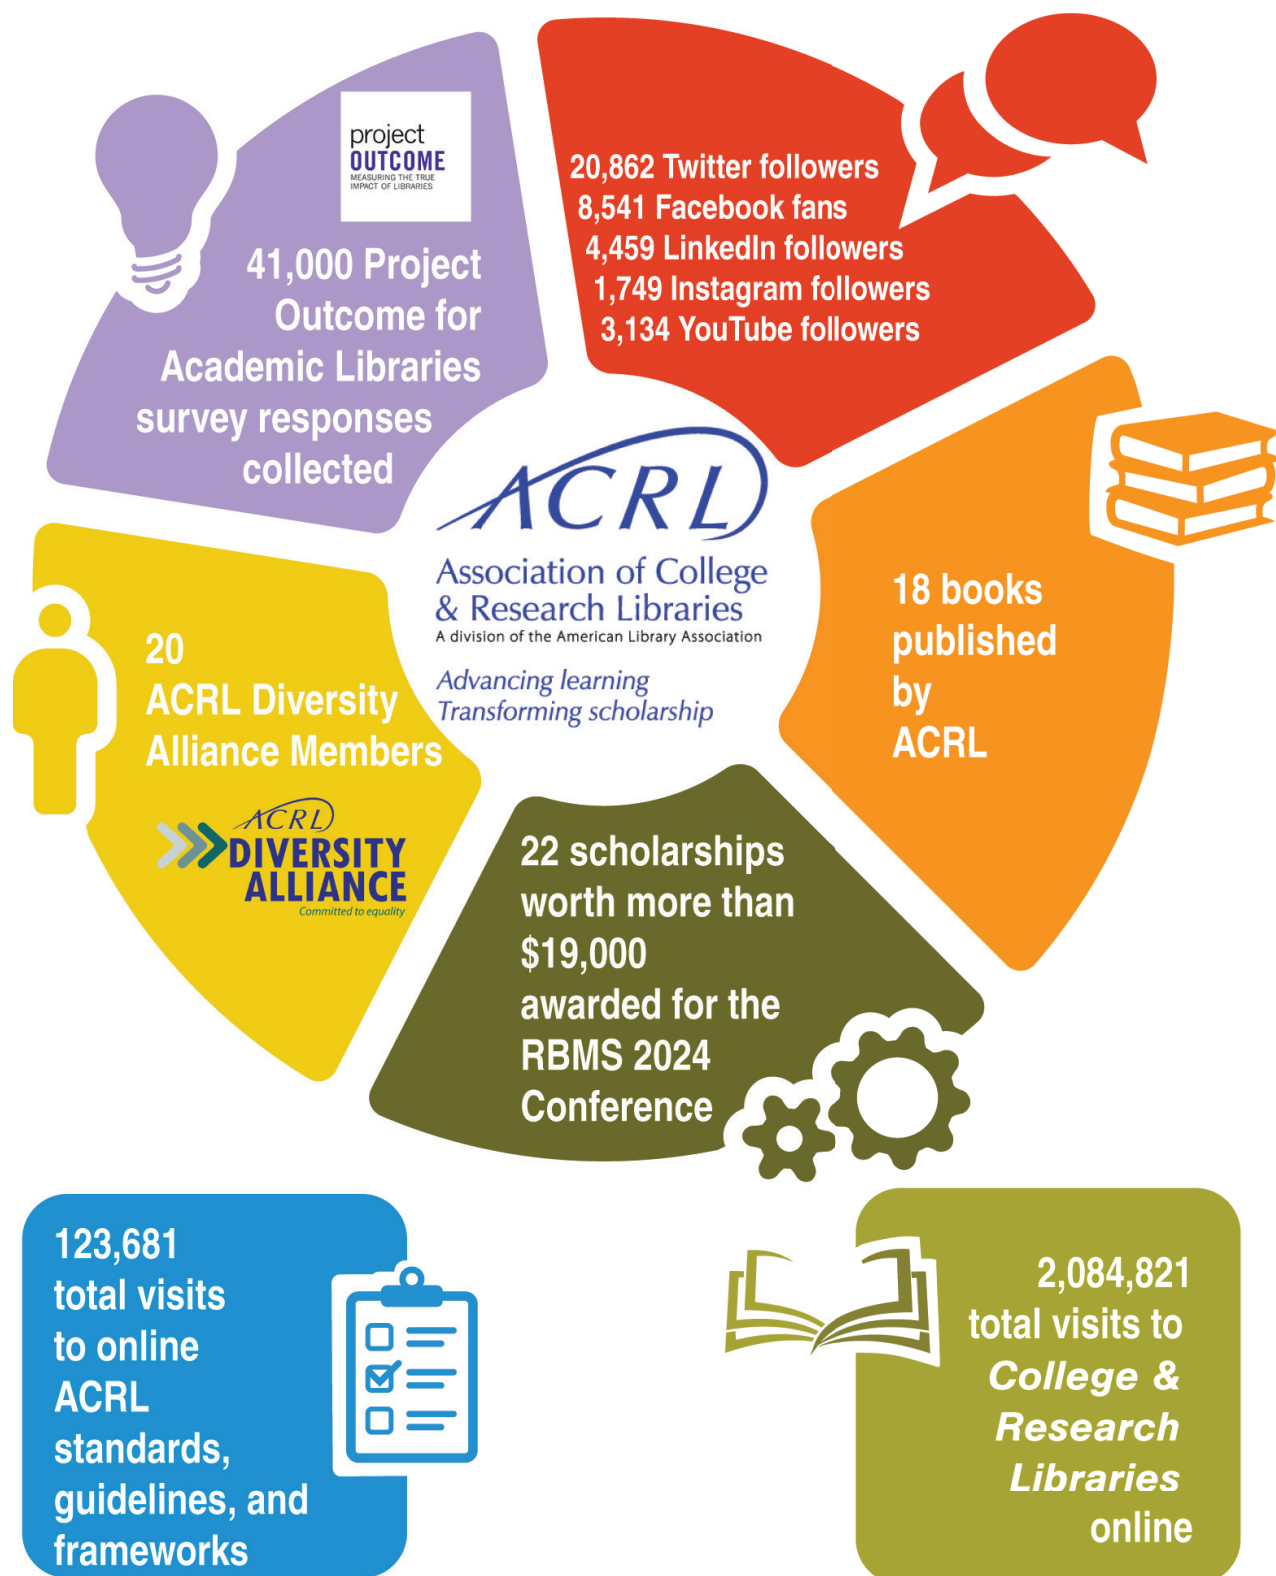 project
OUTCOME
MEASURING THE TRUE
IMPACT OF LIBRARIES
41,000 Project
Outcome for
Academic Libraries
survey responses
collected
20,862 Twitter followers
8,541 Facebook fans
4,459 LinkedIn followers
1,749 Instagram followers
3,134 YouTube followers
ACRL
Association of College
& Research Libraries
A division of the American Library Association
Advancing learning
Transforming scholarship
18 books
published
by
ACRL
20
ACRL Diversity
Alliance Members
ACRL
DIVERSITY
ALLIANCE
Committed to equality
22 scholarships
worth more than
$19,000
awarded for the
RBMS 2024
Conference
123,681
total visits
to online
ACRL
standards,
guidelines, and
frameworks
2,084,821
total visits to
College &
Research
Libraries
online